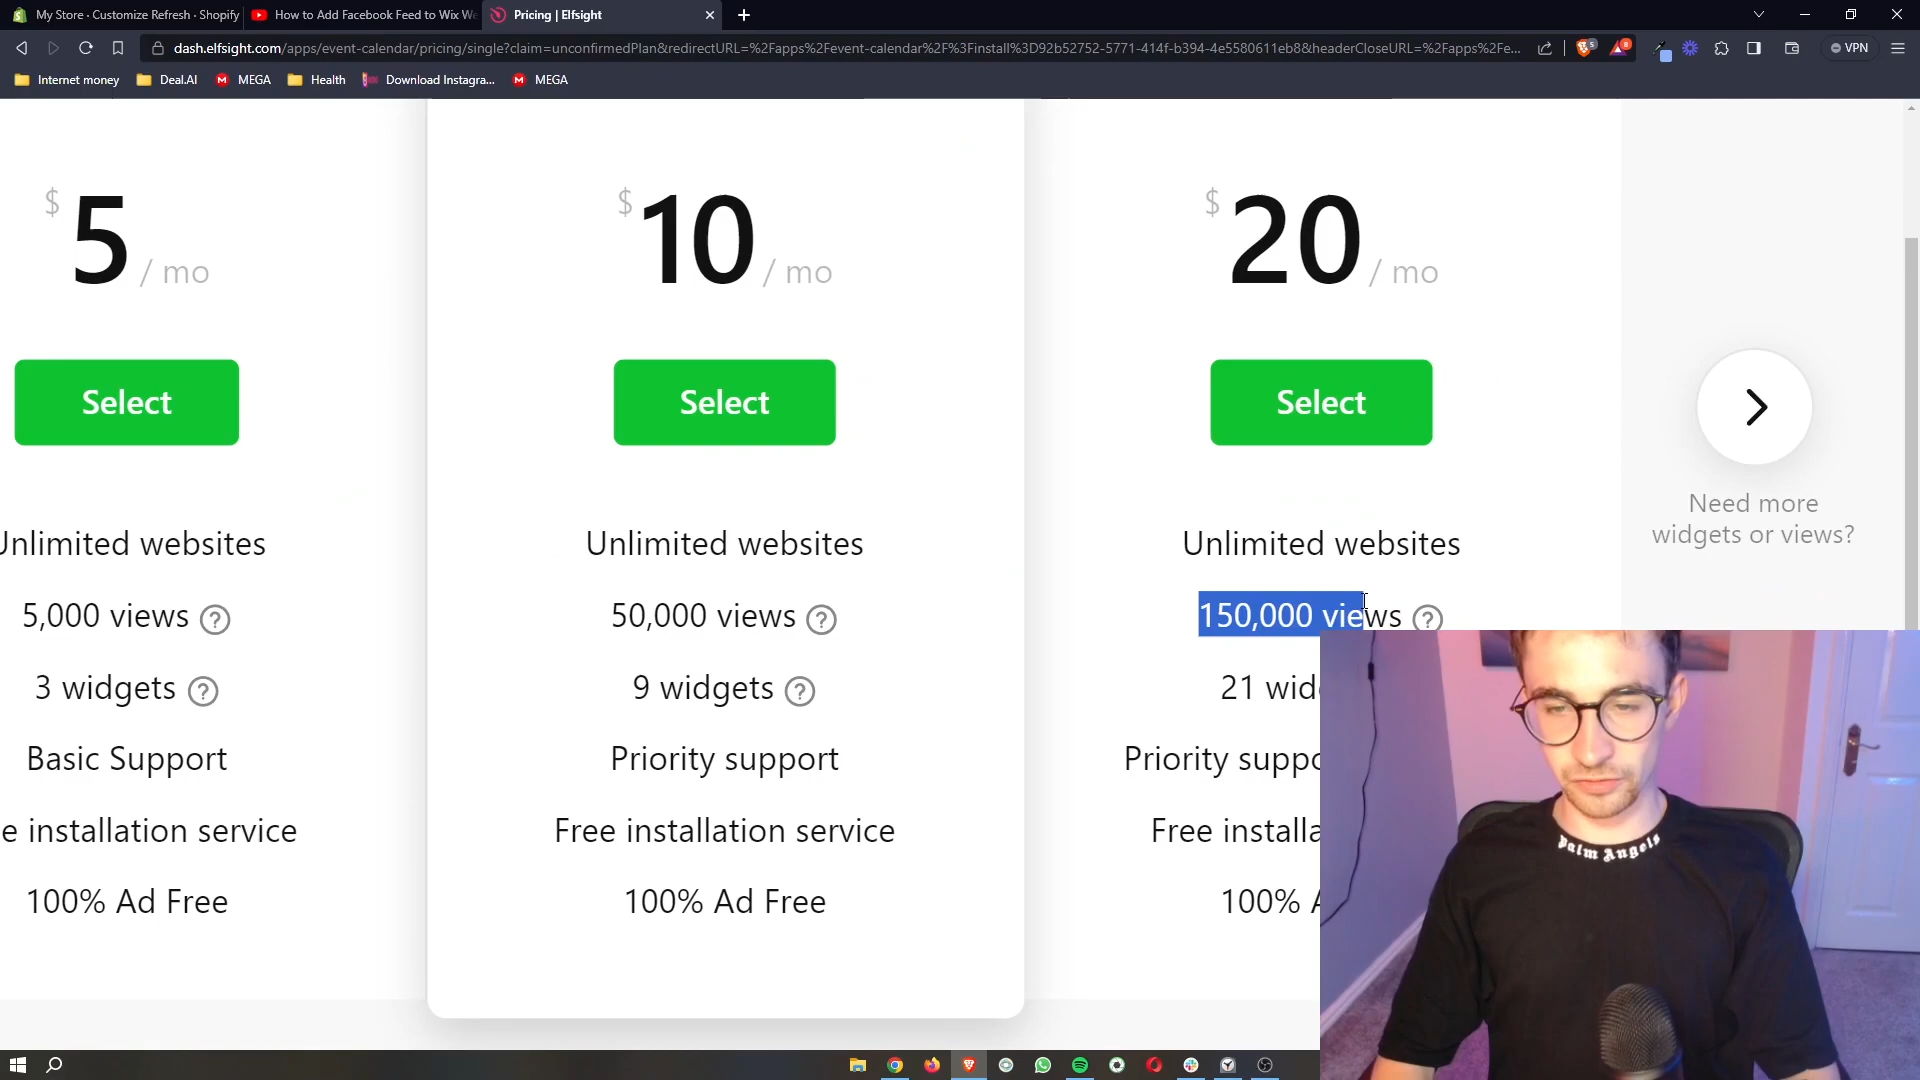 My Store · Customize Refresh · Shopify
How to Add Facebook Feed to Wix We
Pricing | Elfsight
dash.elfsight.com/apps/event-calendar/pricing/single?claim=unconfirmedPlan&redirectURL=%2Fapps%2Fevent-calendar%2F%3Finstall%3D92b52752-5771-414f-b394-4e5580611eb8&headerCloseURL=%2Fapps%2Fe...
VPN
Internet money
Deal.AI
MEGA
Health
Download Instagra...
MEGA
$ 5 / mo
$ 10 / mo
$ 20 / mo
Select
Select
Select
Need more
widgets or views?
Unlimited websites
Unlimited websites
Unlimited websites
5,000 views
50,000 views
150,000 views
3 widgets
9 widgets
21 wid
Basic Support
Priority support
Priority suppo
e installation service
Free installation service
Free installa
100% Ad Free
100% Ad Free
100% A
Palm Angels